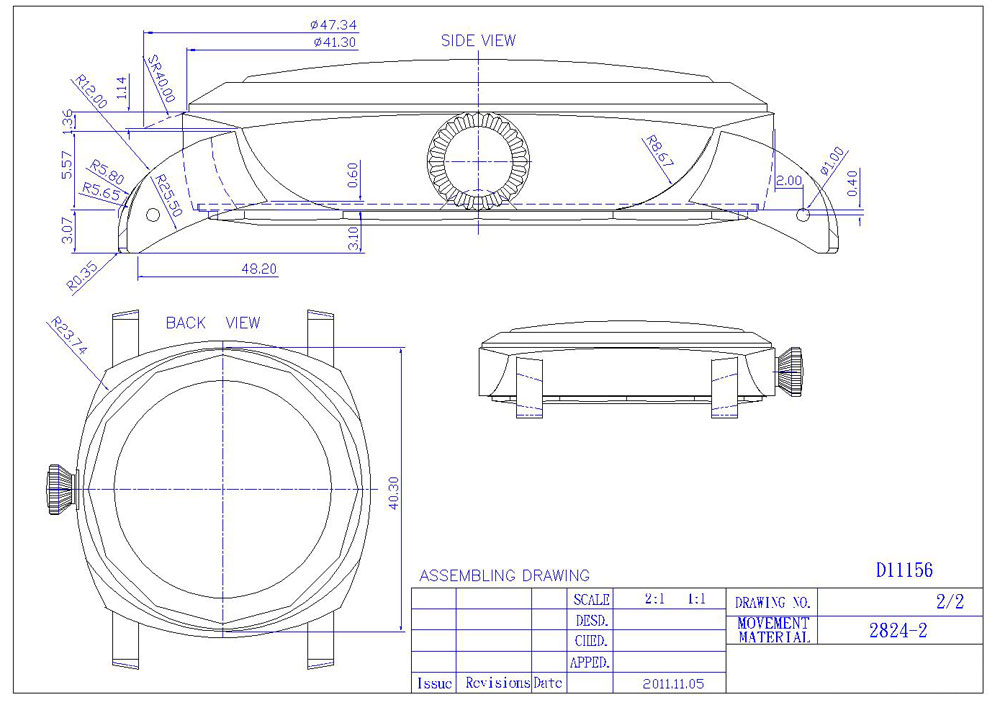 Ø47.34
Ø41.30
SIDE VIEW
SR40.00
1.14
R12.00
1.36
5.57
R5.80
R5.65
R25.50
3.07
R0.35
48.20
0.60
3.10
R8.67
2.00
Ø1.00
0.40
BACK VIEW
R23.74
40.30
ASSEMBLING DRAWING
D11156
SCALE 2:1 1:1
DRAWING NO. 2/2
DESD.
MOVEMENT
MATERIAL 2824-2
CHED.
APPED.
Issuc Rcvisions Datc 2011.11.05